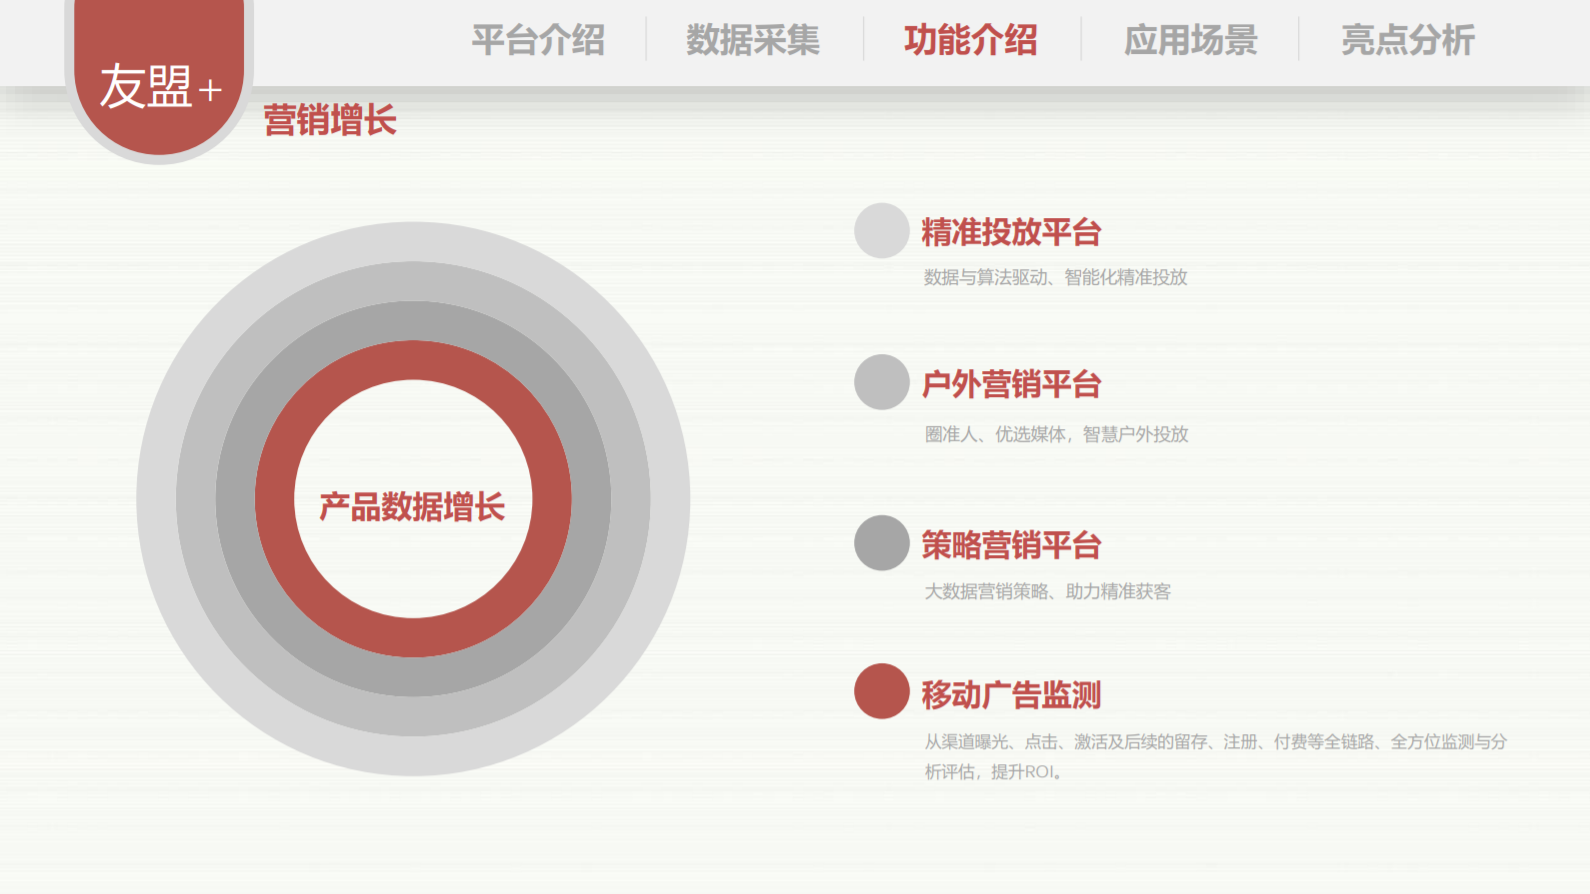 平台介绍
数据采集
功能介绍
应用场景
亮点分析
友盟+
营销增长
产品数据增长
精准投放平台
数据与算法驱动、智能化精准投放
户外营销平台
圈准人、优选媒体，智慧户外投放
策略营销平台
大数据营销策略、助力精准获客
移动广告监测
从渠道曝光、点击、激活及后续的留存、注册、付费等全链路、全方位监测与分
析评估，提升ROI。